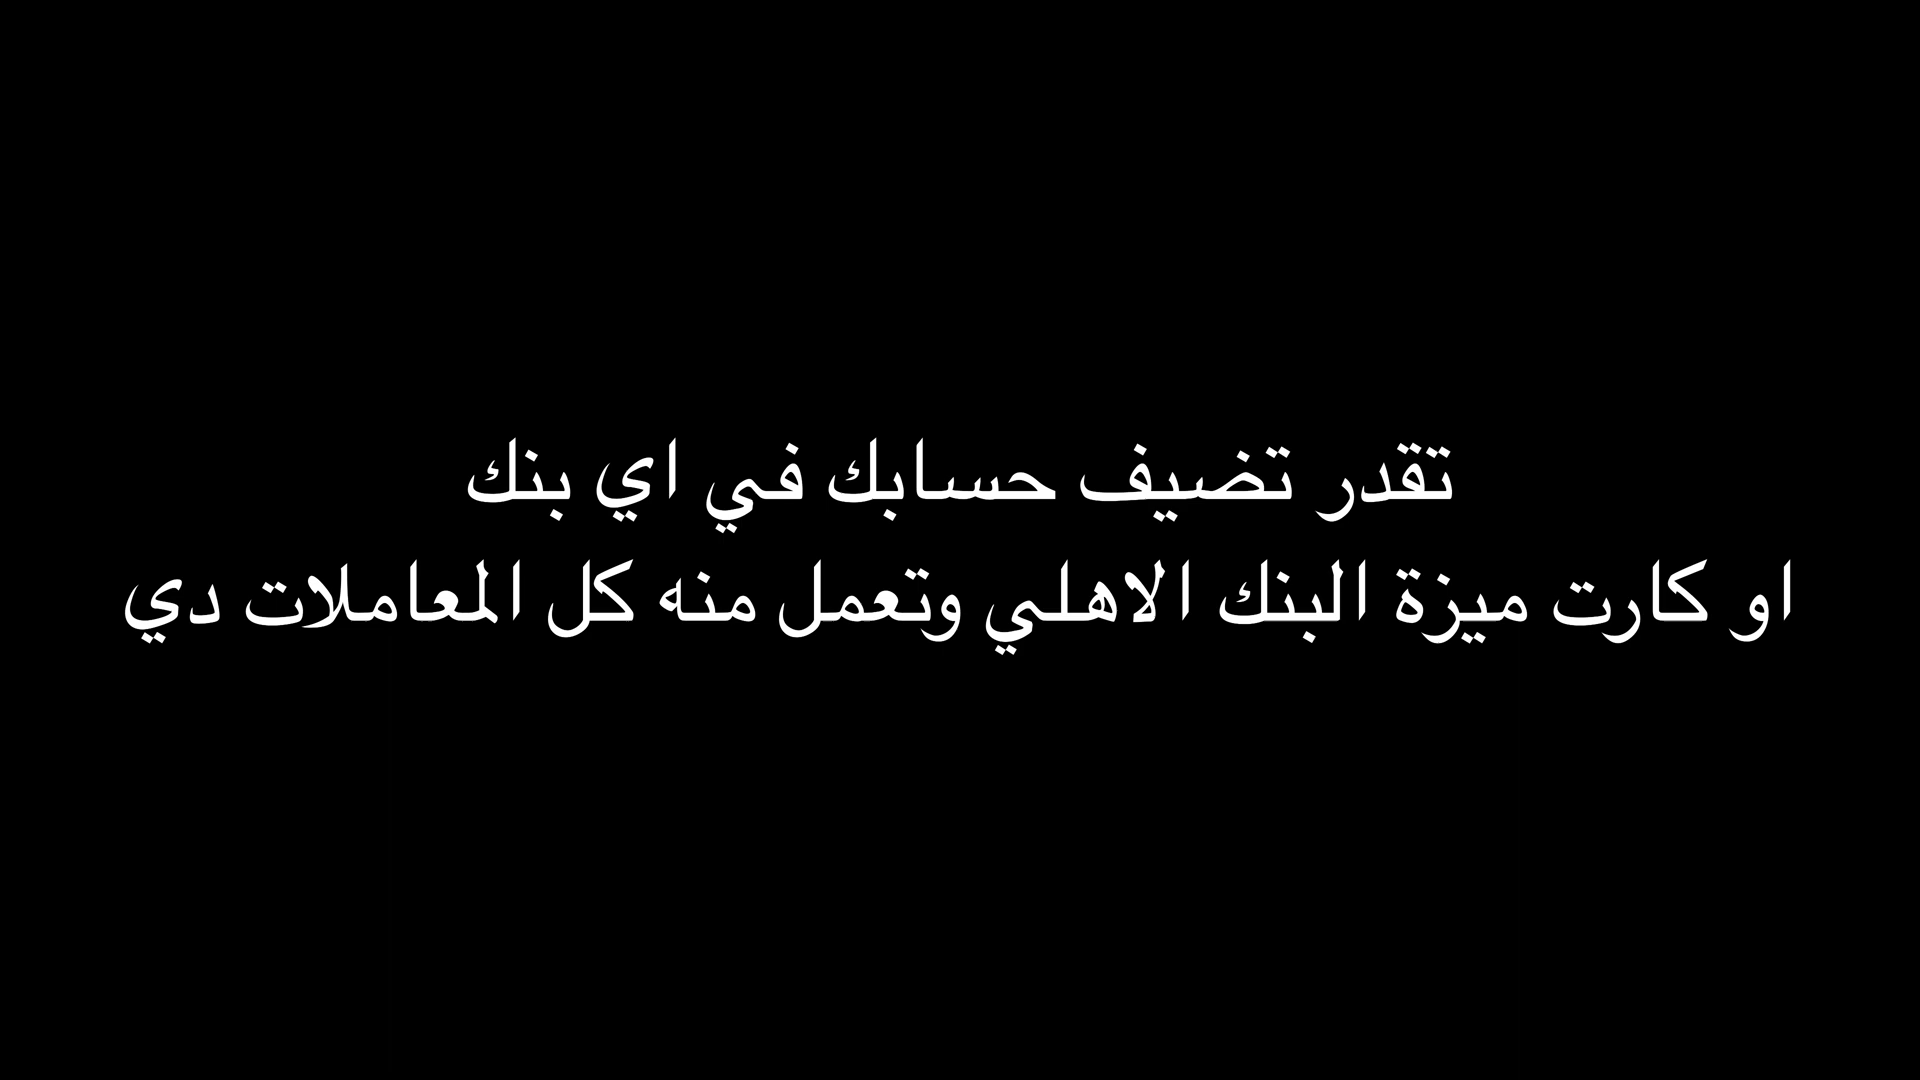 تقدر تضيف حسابك في اي بنك
او كارت ميزة البنك الاهلي وتعمل منه كل المعاملات دي